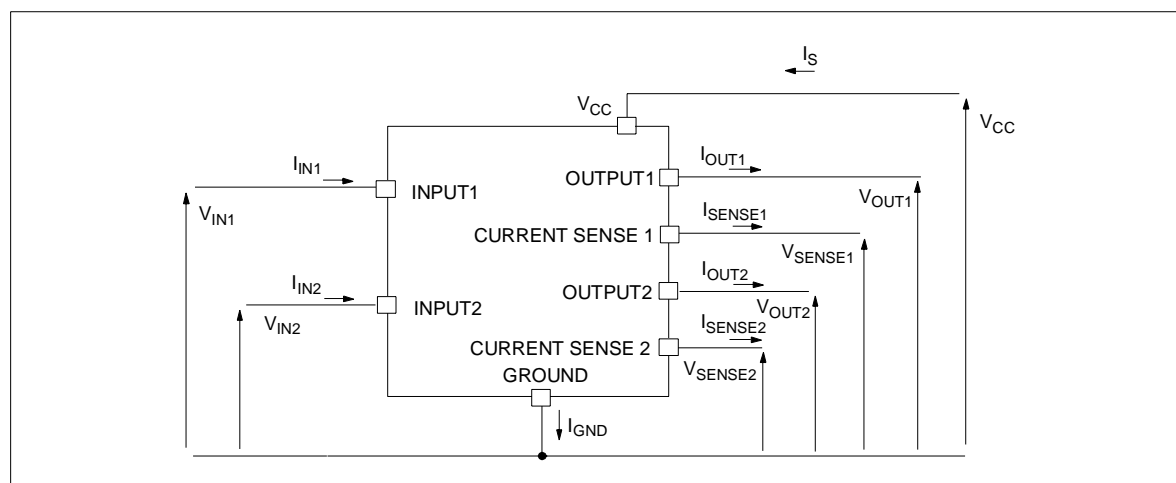 I_S
V_CC
V_CC
I_IN1
INPUT1
V_IN1
OUTPUT1
I_OUT1
V_OUT1
CURRENT SENSE 1
I_SENSE1
V_SENSE1
I_IN2
INPUT2
V_IN2
OUTPUT2
I_OUT2
V_OUT2
CURRENT SENSE 2
I_SENSE2
V_SENSE2
GROUND
I_GND